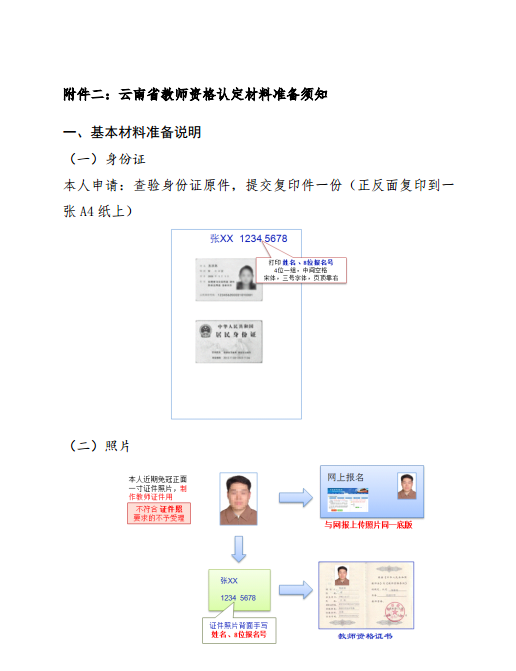 附件二：云南省教师资格认定材料准备须知
一、基本材料准备说明
（一）身份证
本人申请：查验身份证原件，提交复印件一份（正反面复印到一
张 A4 纸上）
张XX 1234 5678
打印 姓名、8位报名号
4位一组，中间空格
宋体，三号字体，页顶靠右
中华人民共和国
居民身份证
（二）照片
本人近期免冠正面
一寸证件照片，制
作教师证件用
不符合 证件照
要求的不予受理
网上报名
与网报上传照片同一底版
张XX
1234 5678
证件照片背面手写
姓名、8位报名号
教师资格证书